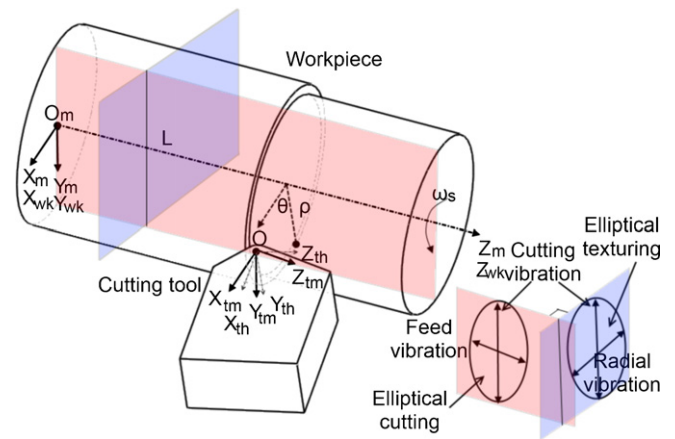 Workpiece
Om
L
Xm Ym
Xwk Ywk
θ ρ
ωs
O
Zth
Ztm
Cutting tool
Xtm Ytm Yth
Xth
Zm Cutting
Zwk vibration
Elliptical
texturing
Feed
vibration
Radial
vibration
Elliptical
cutting